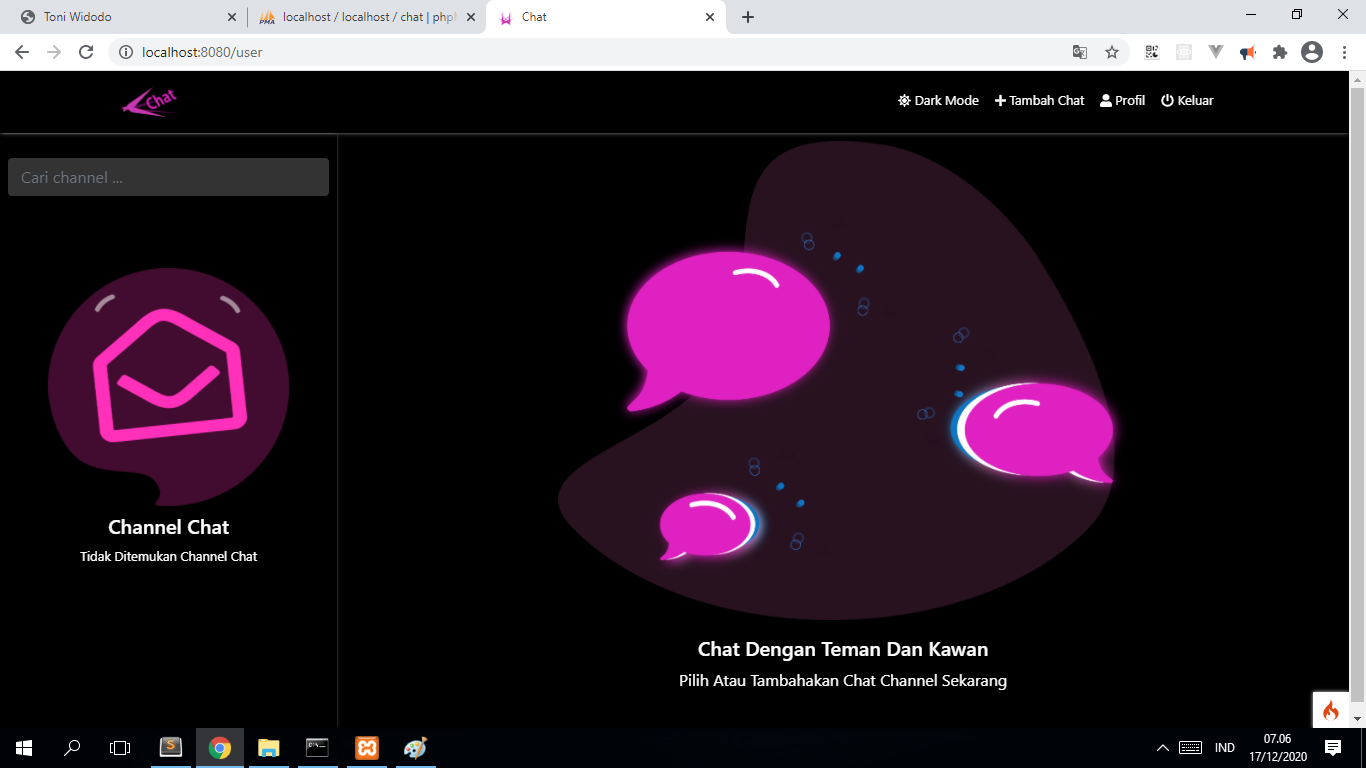 Toni Widodo
localhost / localhost / chat | php
Chat
localhost:8080/user
Chat
Dark Mode
Tambah Chat
Profil
Keluar
Cari channel ...
Channel Chat
Tidak Ditemukan Channel Chat
Chat Dengan Teman Dan Kawan
Pilih Atau Tambahakan Chat Channel Sekarang
IND
07.06
17/12/2020